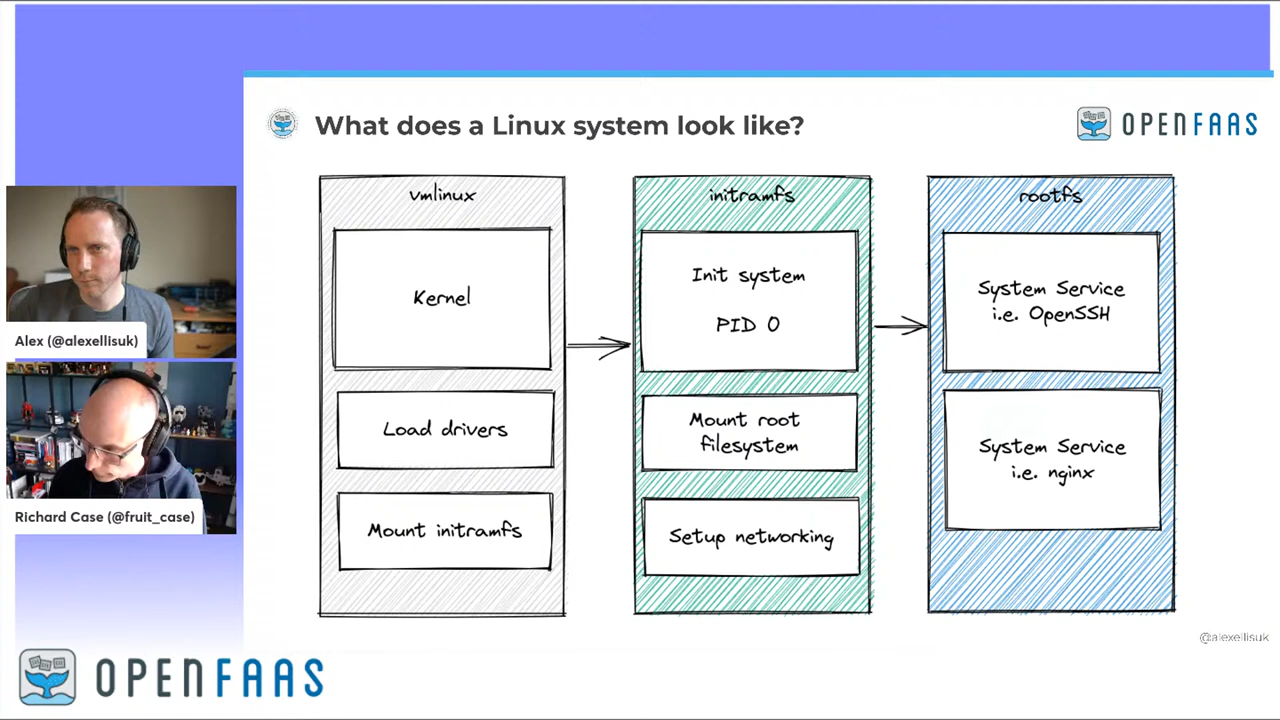 What does a Linux system look like?
OPENFAAS
vmlinux
Kernel
Load drivers
Mount initramfs
initramfs
Init system
PID 0
Mount root
filesystem
Setup networking
rootfs
System Service
i.e. OpenSSH
System Service
i.e. nginx
@alexellisuk
Alex (@alexellisuk)
Richard Case (@fruit_case)
OPENFAAS